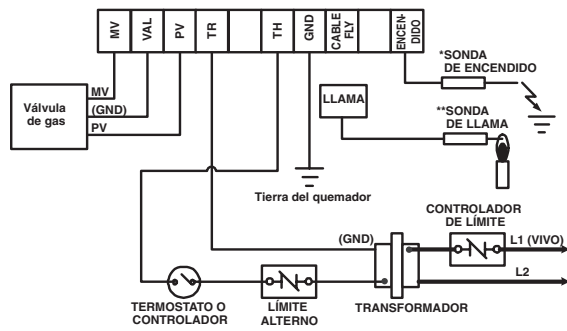 MV
VAL
PV
TR
TH
GND
CABLE
FLY
ENCEN-
DIDO
*SONDA
DE ENCENDIDO
MV
(GND)
PV
Válvula
de gas
LLAMA
**SONDA
DE LLAMA
Tierra del quemador
CONTROLADOR
DE LÍMITE
(GND)
L1 (VIVO)
L2
TERMOSTATO O
CONTROLADOR
LÍMITE
ALTERNO
TRANSFORMADOR